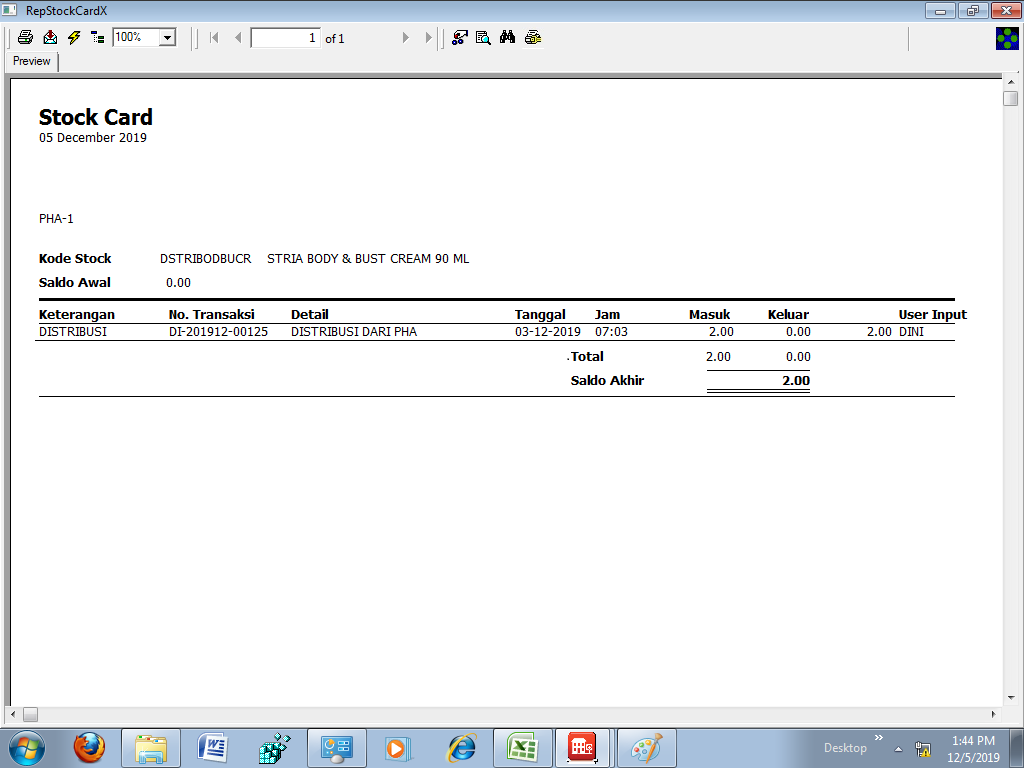 RepStockCardX
100% 1 of 1
Preview
Stock Card
05 December 2019
PHA-1
Kode Stock DSTRIBODBUCR STRIA BODY & BUST CREAM 90 ML
Saldo Awal 0.00
Keterangan No. Transaksi Detail Tanggal Jam Masuk Keluar User Input
DISTRIBUSI DI-201912-00125 DISTRIBUSI DARI PHA 03-12-2019 07:03 2.00 0.00 2.00 DINI
.Total 2.00 0.00
Saldo Akhir 2.00
Desktop »
1:44 PM
12/5/2019